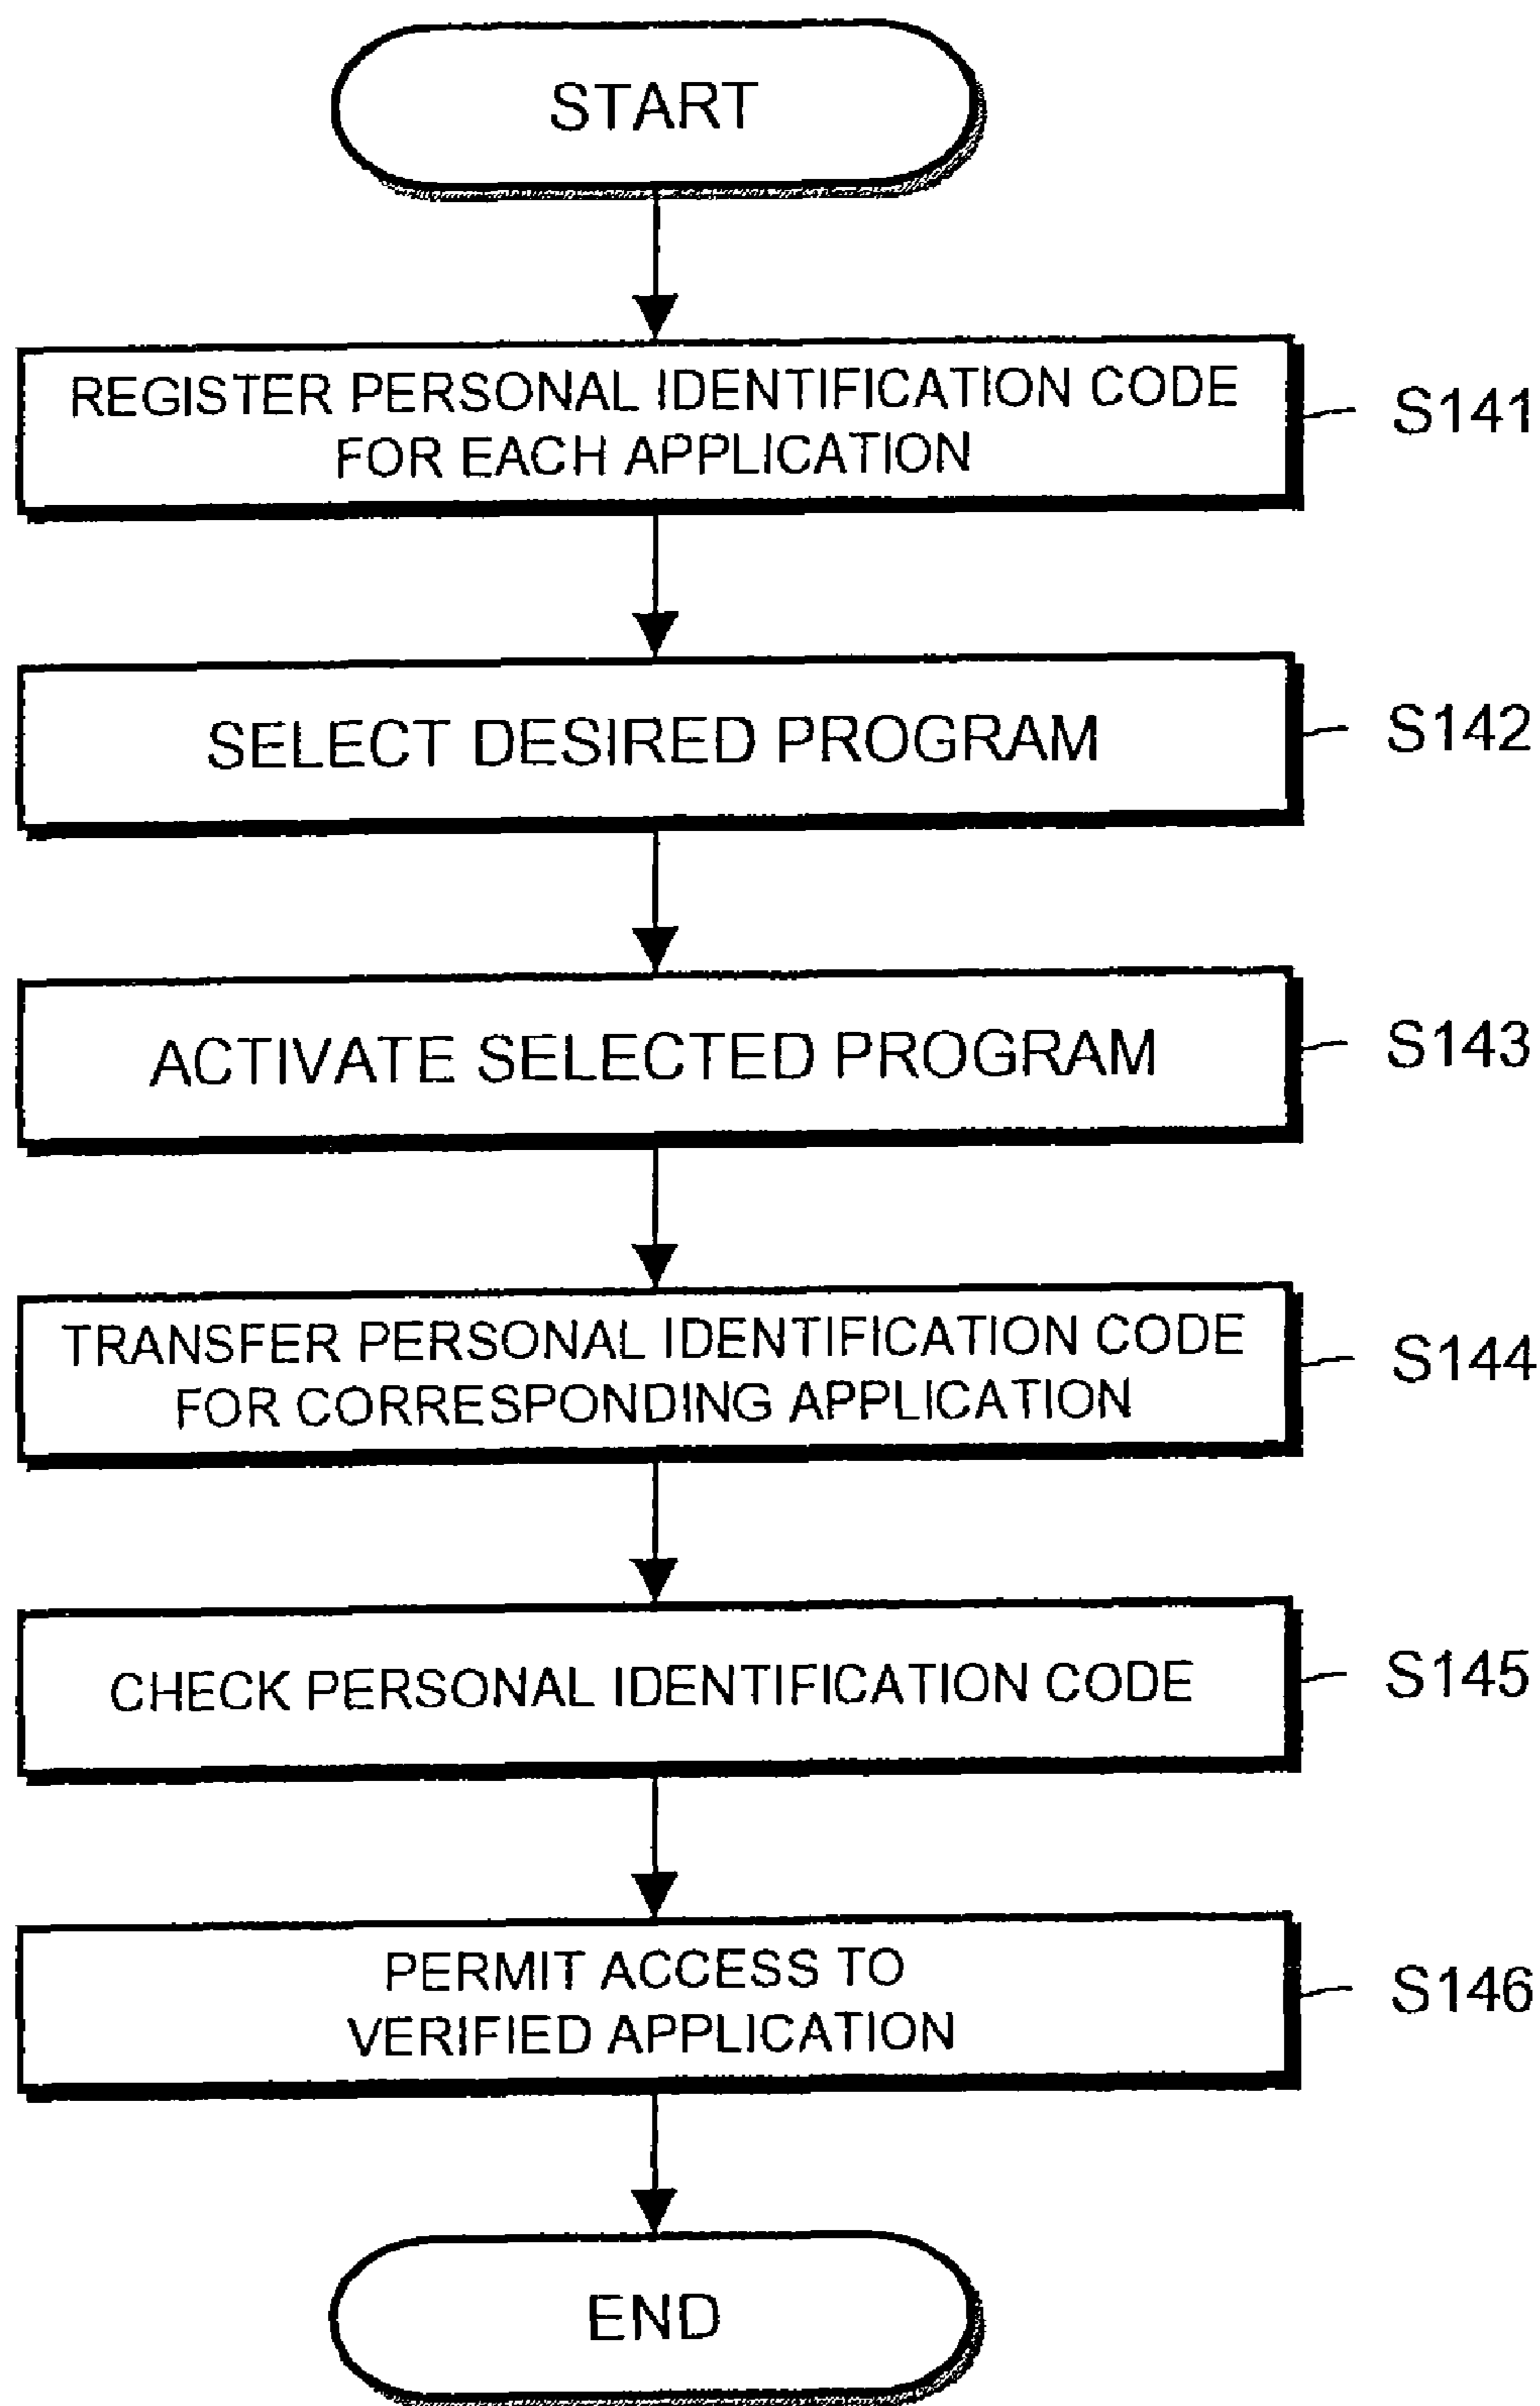 START
REGISTER PERSONAL IDENTIFICATION CODE
FOR EACH APPLICATION
S141
SELECT DESIRED PROGRAM
S142
ACTIVATE SELECTED PROGRAM
S143
TRANSFER PERSONAL IDENTIFICATION CODE
FOR CORRESPONDING APPLICATION
S144
CHECK PERSONAL IDENTIFICATION CODE
S145
PERMIT ACCESS TO
VERIFIED APPLICATION
S146
END